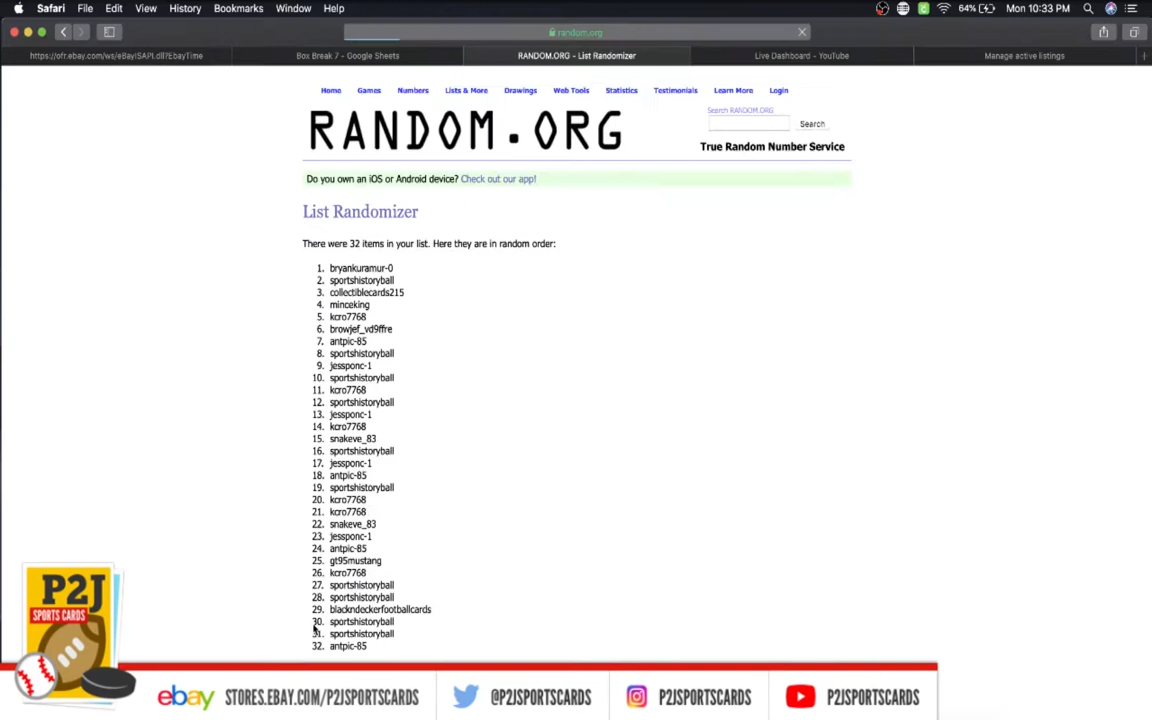 Safari File Edit View History Bookmarks Window Help 64% Mon 10:33 PM
random.org
https://ofr.ebay.com/ws/eBayISAPI.dll?EbayTime Box Break 7 - Google Sheets RANDOM.ORG - List Randomizer Live Dashboard - YouTube Manage active listings
Home Games Numbers Lists & More Drawings Web Tools Statistics Testimonials Learn More Login
Search RANDOM.ORG
RANDOM.ORG
Search
True Random Number Service
Do you own an iOS or Android device? Check out our app!
List Randomizer
There were 32 items in your list. Here they are in random order:
1. bryankuramur-0
2. sportshistoryball
3. collectiblecards215
4. minceking
5. kcro7768
6. browjef_vd9ffre
7. antpic-85
8. sportshistoryball
9. jessponc-1
10. sportshistoryball
11. kcro7768
12. sportshistoryball
13. jessponc-1
14. kcro7768
15. snakeve_83
16. sportshistoryball
17. jessponc-1
18. antpic-85
19. sportshistoryball
20. kcro7768
21. kcro7768
22. snakeve_83
23. jessponc-1
24. antpic-85
25. gt95mustang
26. kcro7768
27. sportshistoryball
28. sportshistoryball
29. blackndeckerfootballcards
30. sportshistoryball
31. sportshistoryball
32. antpic-85
P2J
SPORTS CARDS
ebay STORES.EBAY.COM/P2JSPORTSCARDS @P2JSPORTSCARDS P2JSPORTSCARDS P2JSPORTSCARDS